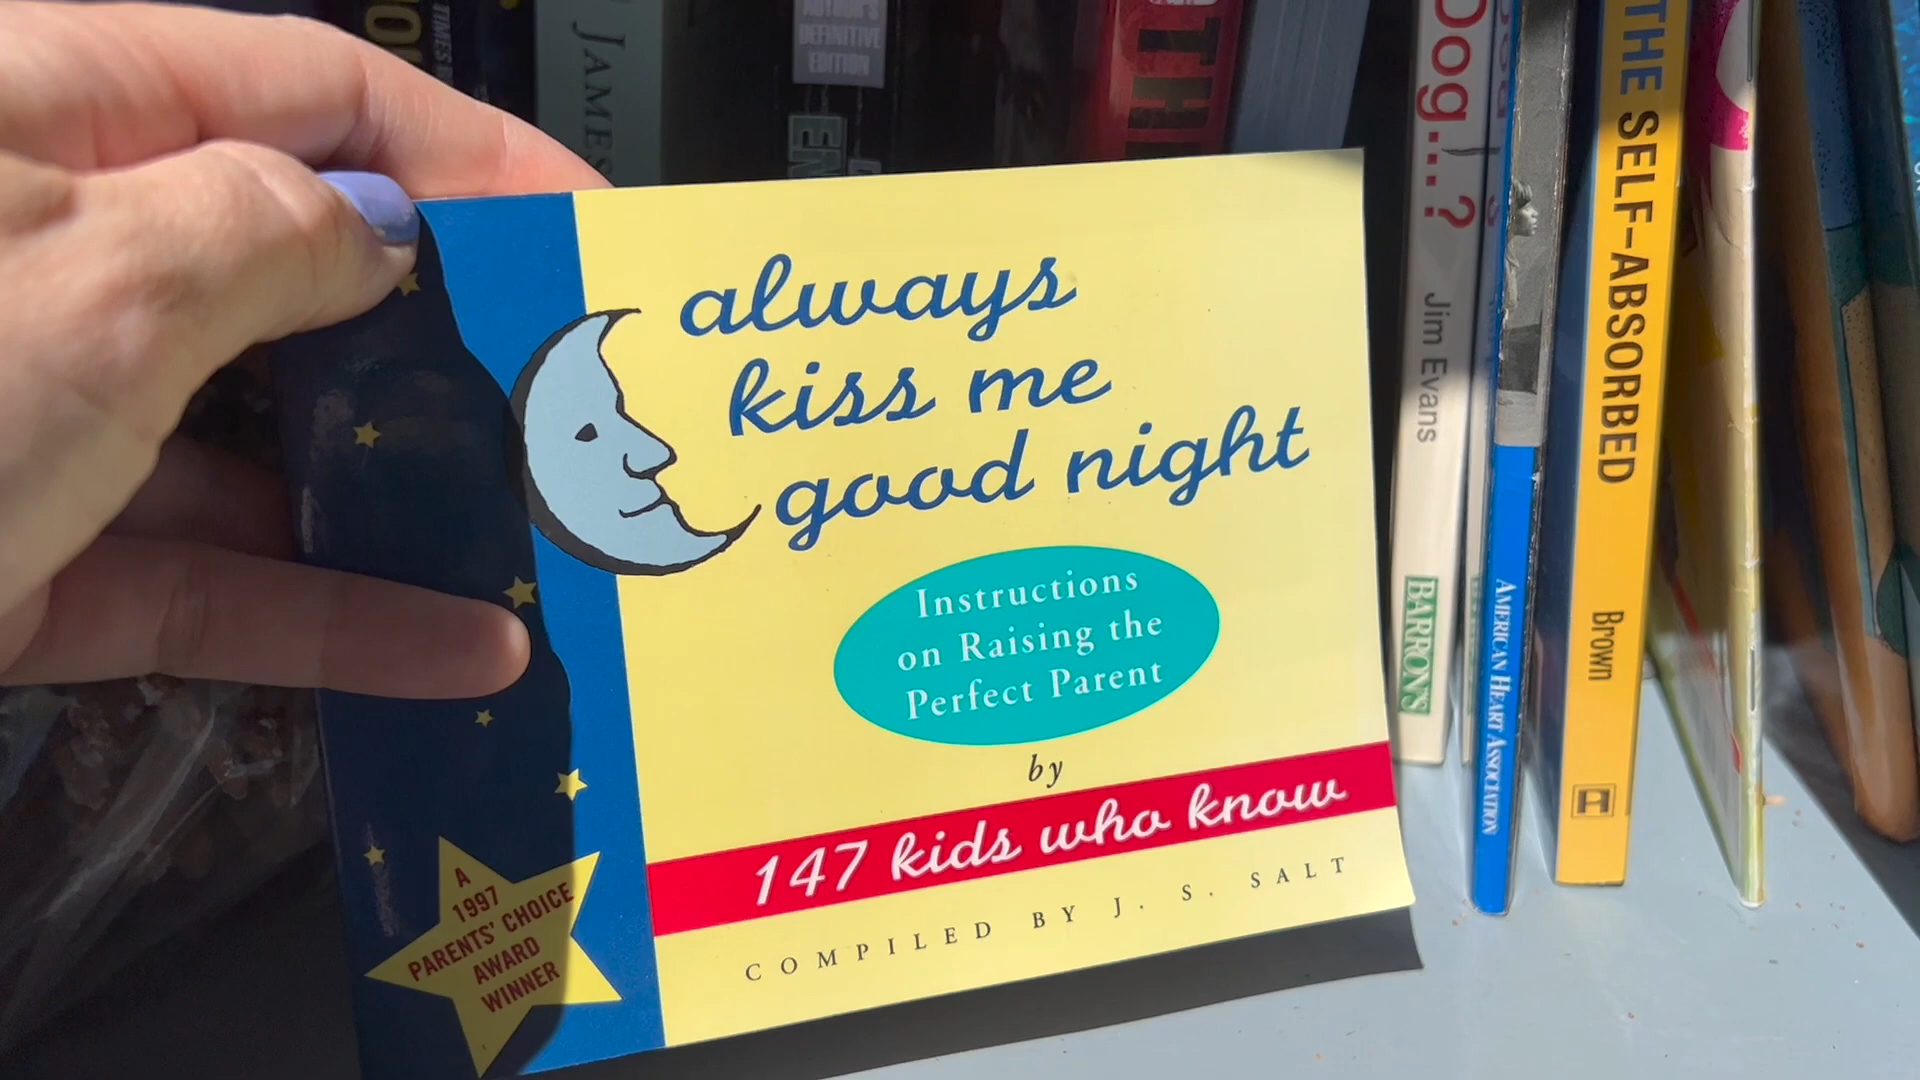 always
kiss me
good night
Instructions
on Raising the
Perfect Parent
by
147 kids who know
COMPILED BY J. S. SALT
A
1997
PARENTS' CHOICE
AWARD
WINNER
TIMES
JAMES
AUTHOR'S
DEFINITIVE
EDITION
Dog...?
Jim Evans
BARRON'S
AMERICAN HEART ASSOCIATION
THE SELF-ABSORBED
Brown